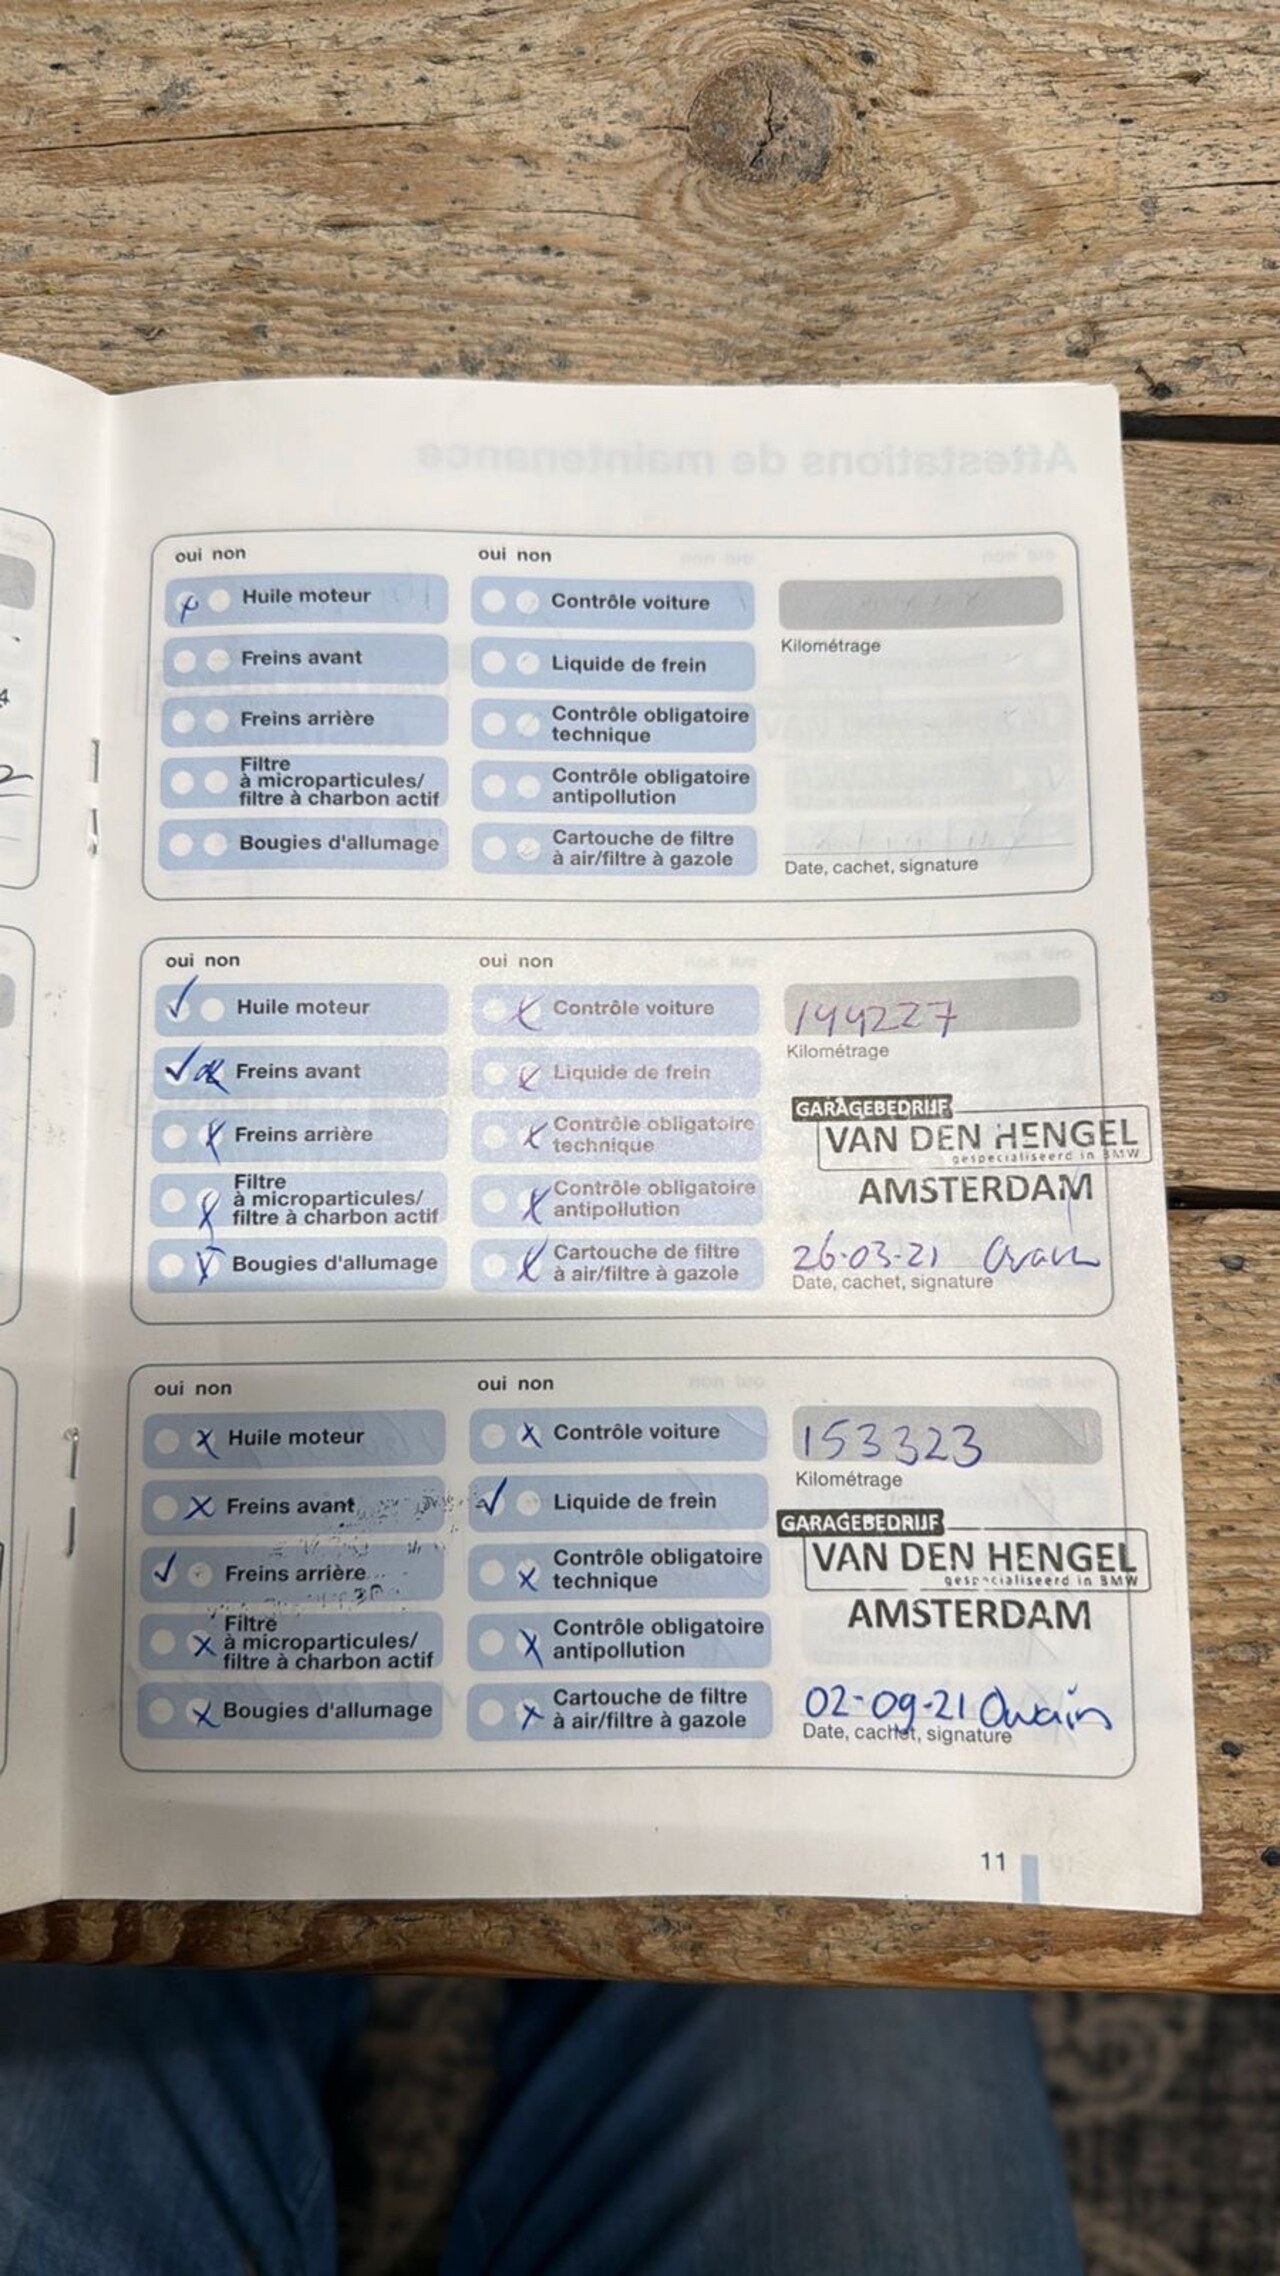 oui non
oui non
Huile moteur
Contrôle voiture
Kilométrage
Freins avant
Liquide de frein
Freins arrière
Contrôle obligatoire
technique
Filtre
à microparticules/
filtre à charbon actif
Contrôle obligatoire
antipollution
Bougies d'allumage
Cartouche de filtre
à air/filtre à gazole
Date, cachet, signature
oui non
oui non
Huile moteur
Contrôle voiture
Freins avant
Liquide de frein
Freins arrière
Contrôle obligatoire
technique
Filtre
à microparticules/
filtre à charbon actif
Contrôle obligatoire
antipollution
Bougies d'allumage
Cartouche de filtre
à air/filtre à gazole
Kilométrage
GARAGEBEDRIJF
VAN DEN HENGEL
gespecialiseerd in BMW
AMSTERDAM
26-03-21
Date, cachet, signature
oui non
oui non
Huile moteur
Contrôle voiture
Freins avant
Liquide de frein
Freins arrière
Contrôle obligatoire
technique
Filtre
à microparticules/
filtre à charbon actif
Contrôle obligatoire
antipollution
Bougies d'allumage
Cartouche de filtre
à air/filtre à gazole
153323
Kilométrage
GARAGEBEDRIJF
VAN DEN HENGEL
gespecialiseerd in BMW
AMSTERDAM
02-09-21 Owain
Date, cachet, signature
11